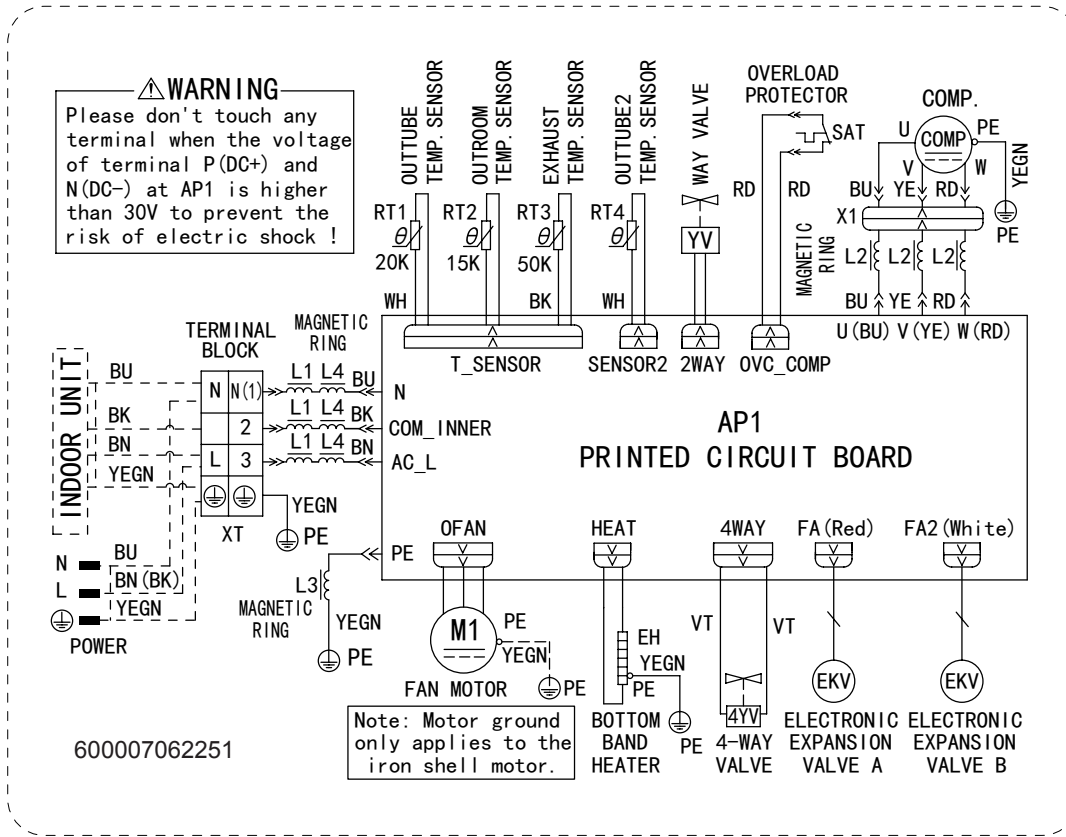 WARNING
Please don't touch any
terminal when the voltage
of terminal P(DC+) and
N(DC-) at AP1 is higher
than 30V to prevent the
risk of electric shock !
OUTTUBE
TEMP. SENSOR
OUTROOM
TEMP. SENSOR
EXHAUST
TEMP. SENSOR
OUTTUBE2
TEMP. SENSOR
WAY VALVE
OVERLOAD
PROTECTOR
SAT
COMP.
U COMP PE
V W
YEGN
PE
RT1 RT2 RT3 RT4
θ θ θ θ
20K 15K 50K
YV
RD RD
BU YE RD
X1
MAGNETIC
RING
L2 L2 L2
WH BK WH
BU YE RD
U(BU) V(YE) W(RD)
T_SENSOR SENSOR2 2WAY OVC_COMP
TERMINAL
BLOCK
MAGNETIC
RING
INDOOR UNIT
BU N N(1) L1 L4 BU N
BK 2 L1 L4 BK COM_INNER
BN L 3 L1 L4 BN AC_L
YEGN
XT
YEGN
PE
AP1
PRINTED CIRCUIT BOARD
N BU
L BN(BK)
YEGN
POWER
PE
L3
MAGNETIC
RING
YEGN
PE
OFAN HEAT 4WAY FA(Red) FA2(White)
M1 PE
YEGN
PE
FAN MOTOR
EH
YEGN
PE
PE
BOTTOM
BAND
HEATER
VT VT
4YV
4-WAY
VALVE
EKV
ELECTRONIC
EXPANSION
VALVE A
EKV
ELECTRONIC
EXPANSION
VALVE B
Note: Motor ground
only applies to the
iron shell motor.
600007062251